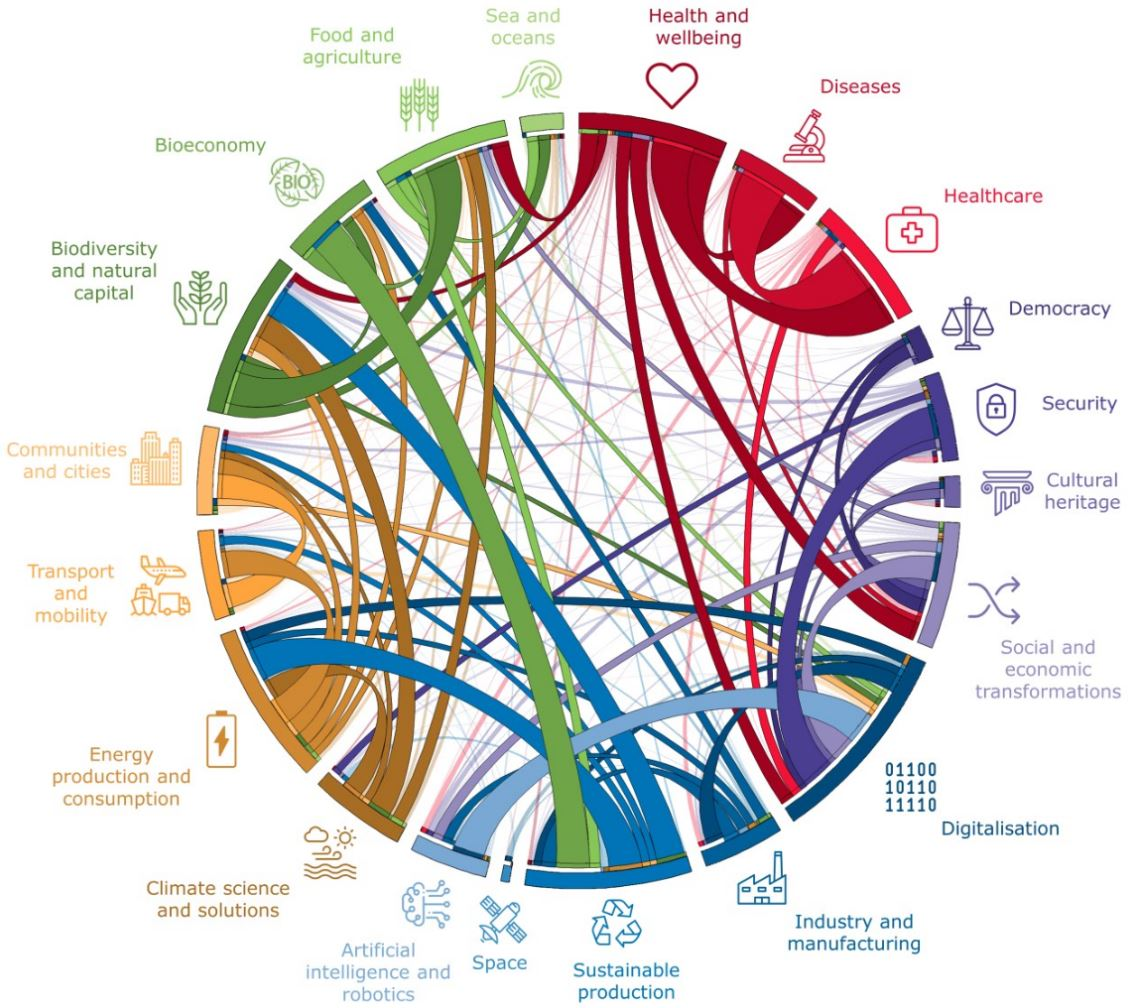 Sea and
oceans
Health and
wellbeing
Food and
agriculture
Diseases
Bioeconomy
BIO
Healthcare
Biodiversity
and natural
capital
Democracy
Security
Communities
and cities
Cultural
heritage
Transport
and
mobility
Social and
economic
transformations
Energy
production and
consumption
01100
10110
11110
Digitalisation
Climate science
and solutions
Industry and
manufacturing
Artificial
intelligence and
robotics
Space
Sustainable
production